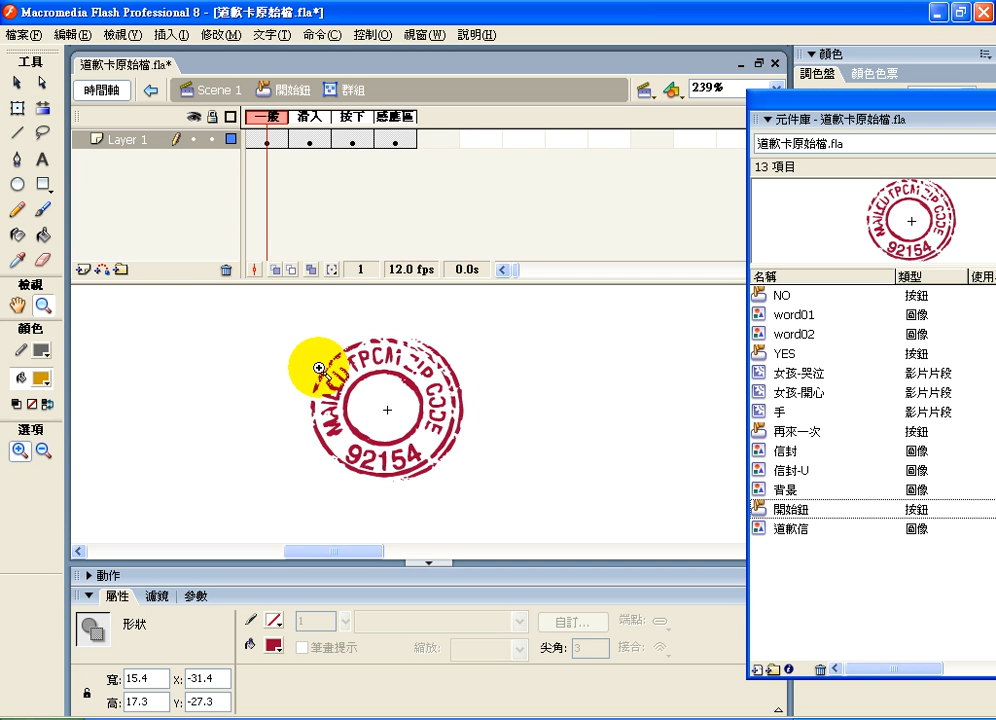 Macromedia Flash Professional 8 - [道歉卡原始檔.fla*]
檔案(F) 編輯(E) 檢視(V) 插入(I) 修改(M) 文字(T) 命令(C) 控制(O) 視窗(W) 說明(H)
工具
道歉卡原始檔.fla*
時間軸 Scene 1 開始鈕 群組 239%
一般 滑入 按下 感應區
Layer 1
1 12.0 fps 0.0s
檢視
顏色
選項
MAILED FPCAI ZIP CODE
92154
動作
屬性 濾鏡 參數
形狀
1 自訂... 端點:
筆畫提示 縮放: 尖角: 3 接合:
寬: 15.4 X: -31.4
高: 17.3 Y: -27.3
顏色
調色盤 顏色色票
元件庫 - 道歉卡原始檔.fla
道歉卡原始檔.fla
13 項目
MAILED FPCAI ZIP CODE
92154
名稱 類型 使用
NO 按鈕
word01 圖像
word02 圖像
YES 按鈕
女孩-哭泣 影片片段
女孩-開心 影片片段
手 影片片段
再來一次 按鈕
信封 圖像
信封-U 圖像
背景 圖像
開始鈕 按鈕
道歉信 圖像